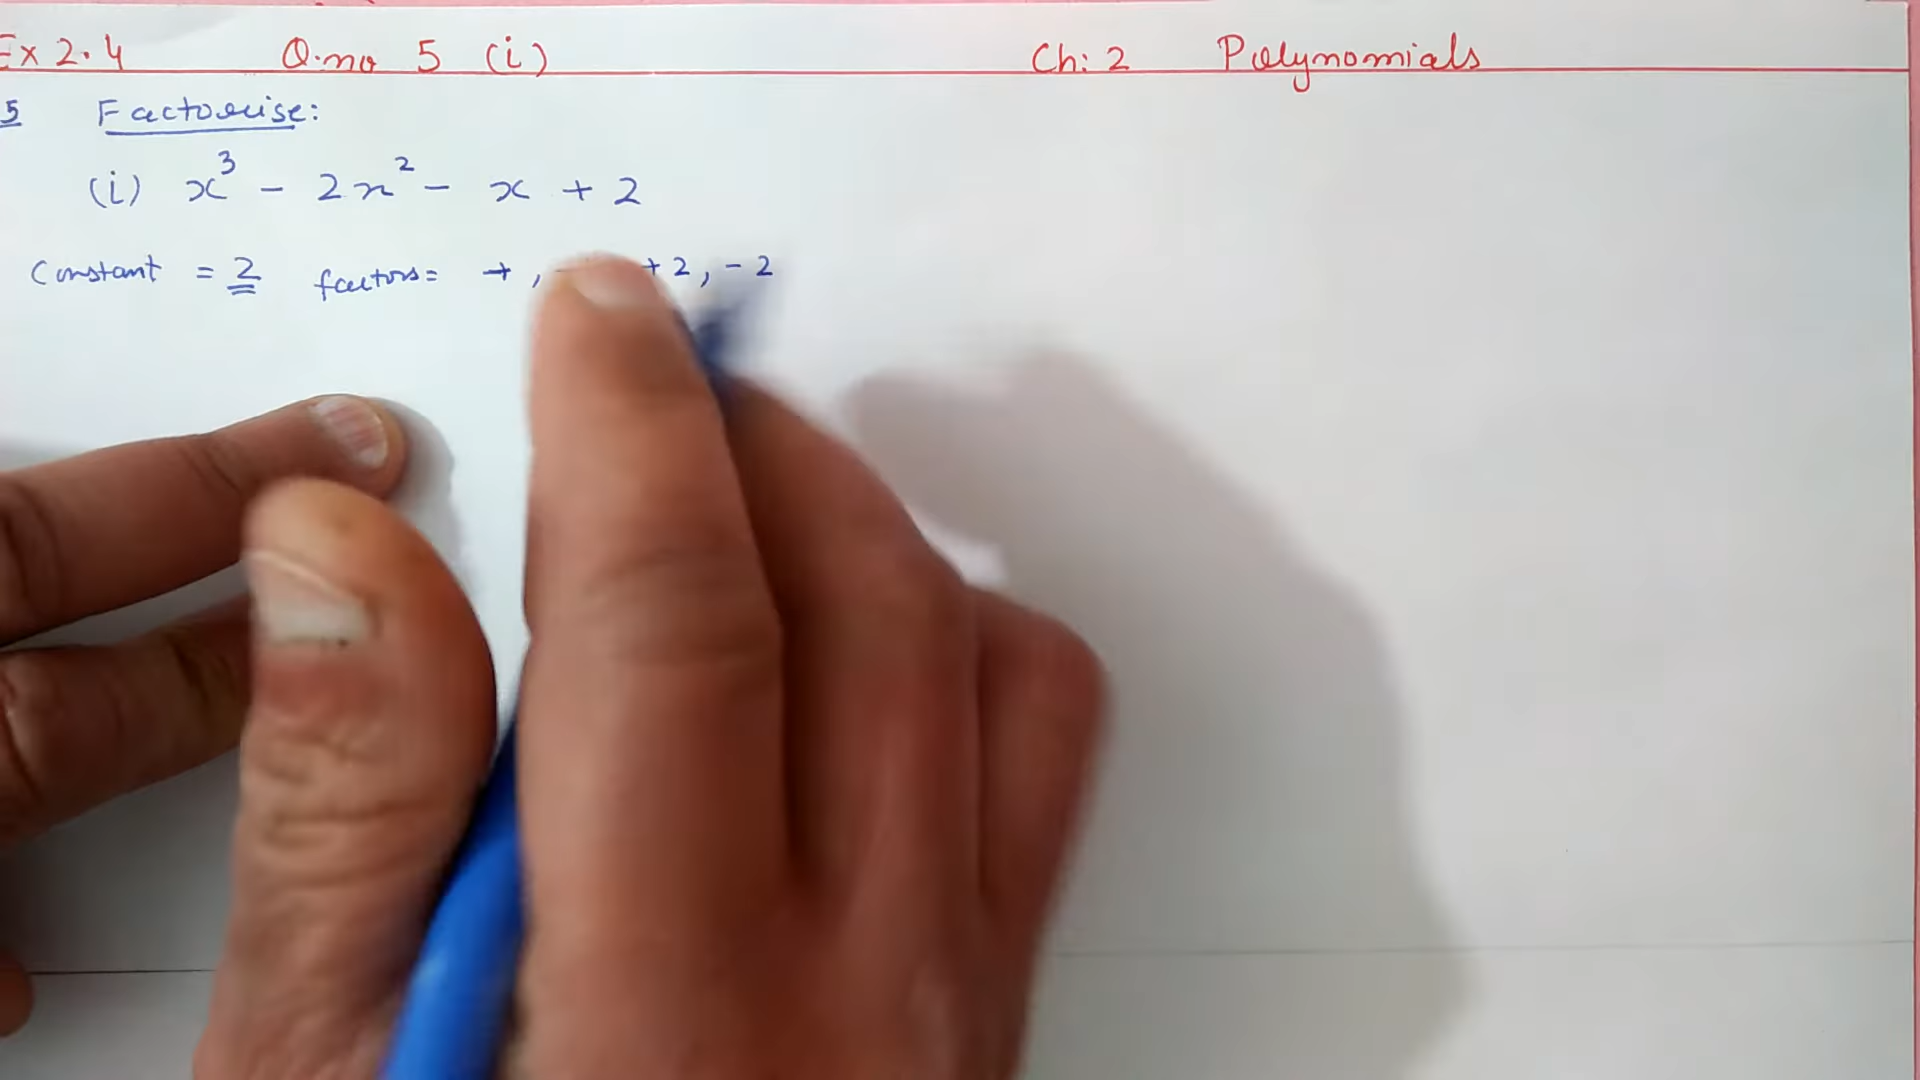 Ex 2.4 Q.no 5 (i) Ch: 2 Polynomials
5 Factorise:
(i) x³ - 2x² - x + 2
Constant = 2 factors= + , - +2, -2